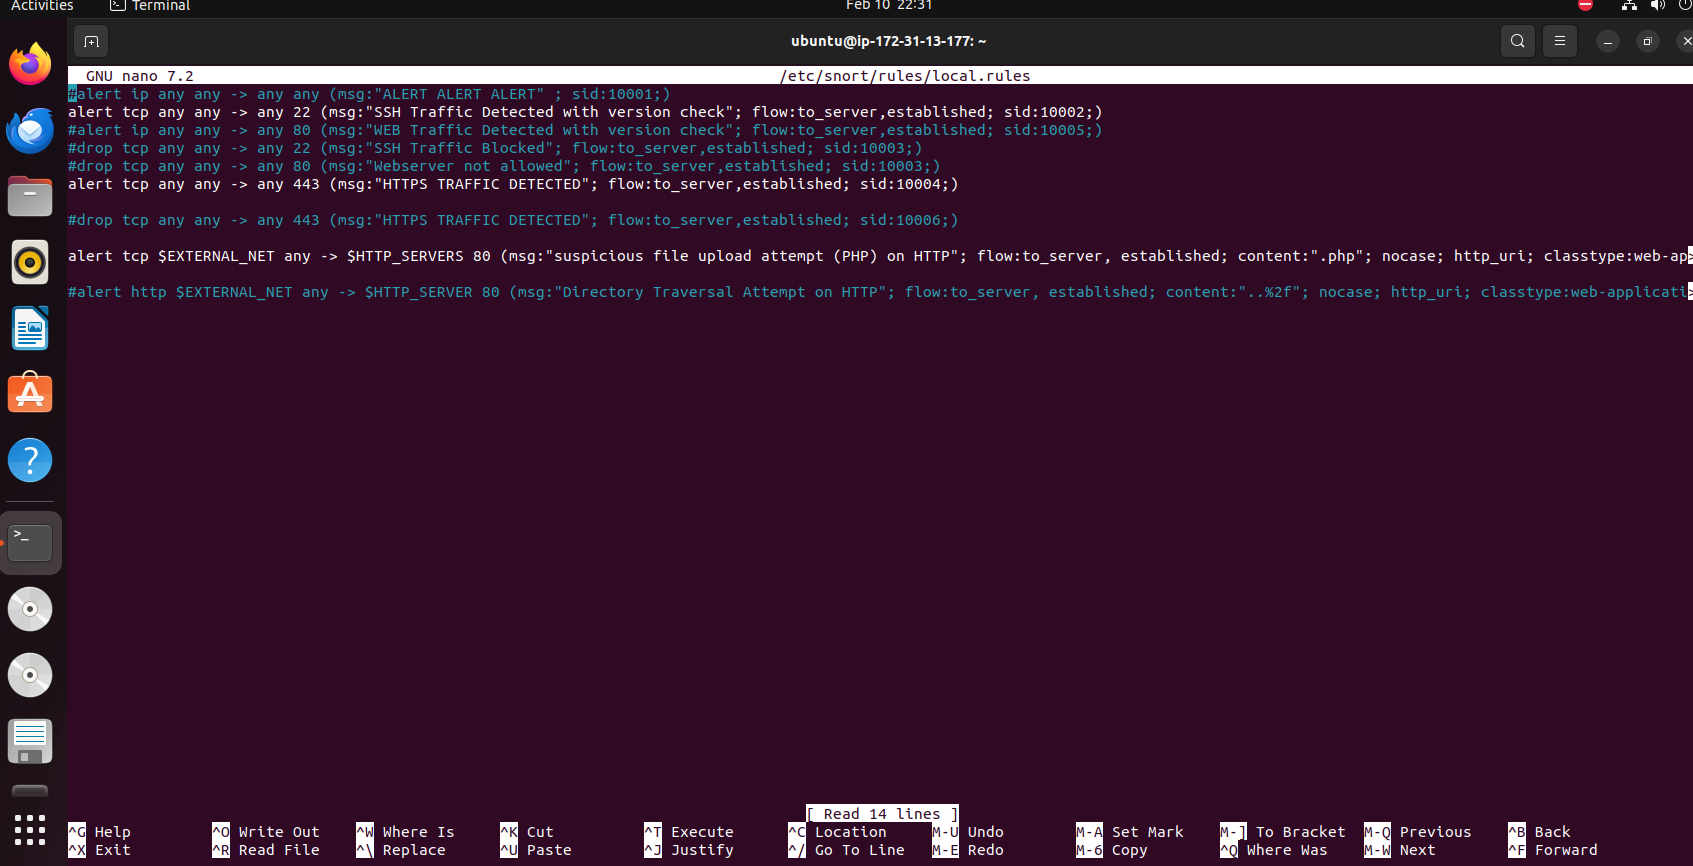 Activities
Terminal
Feb 10 22:31
ubuntu@ip-172-31-13-177: ~
GNU nano 7.2
/etc/snort/rules/local.rules
#alert ip any any -> any any (msg:"ALERT ALERT ALERT" ; sid:10001;)
alert tcp any any -> any 22 (msg:"SSH Traffic Detected with version check"; flow:to_server,established; sid:10002;)
#alert ip any any -> any 80 (msg:"WEB Traffic Detected with version check"; flow:to_server,established; sid:10005;)
#drop tcp any any -> any 22 (msg:"SSH Traffic Blocked"; flow:to_server,established; sid:10003;)
#drop tcp any any -> any 80 (msg:"Webserver not allowed"; flow:to_server,established; sid:10003;)
alert tcp any any -> any 443 (msg:"HTTPS TRAFFIC DETECTED"; flow:to_server,established; sid:10004;)
#drop tcp any any -> any 443 (msg:"HTTPS TRAFFIC DETECTED"; flow:to_server,established; sid:10006;)
alert tcp $EXTERNAL_NET any -> $HTTP_SERVERS 80 (msg:"suspicious file upload attempt (PHP) on HTTP"; flow:to_server, established; content:".php"; nocase; http_uri; classtype:web-ap>
#alert http $EXTERNAL_NET any -> $HTTP_SERVER 80 (msg:"Directory Traversal Attempt on HTTP"; flow:to_server, established; content:"..%2f"; nocase; http_uri; classtype:web-applicati>
[ Read 14 lines ]
^G Help ^O Write Out ^W Where Is ^K Cut ^T Execute ^C Location M-U Undo M-A Set Mark M-] To Bracket M-Q Previous ^B Back
^X Exit ^R Read File ^\ Replace ^U Paste ^J Justify ^/ Go To Line M-E Redo M-6 Copy ^Q Where Was M-W Next ^F Forward